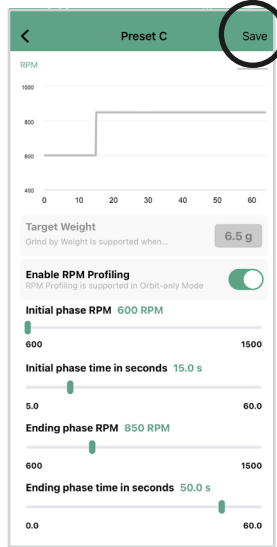 Preset C
Save
RPM
1000
800
600
400
0 10 20 30 40 50 60
Target Weight
Grind by Weight is supported when...
6.5 g
Enable RPM Profiling
RPM Profiling is supported in Orbit-only Mode
Initial phase RPM 600 RPM
600 1500
Initial phase time in seconds 15.0 s
5.0 60.0
Ending phase RPM 850 RPM
600 1500
Ending phase time in seconds 50.0 s
0.0 60.0